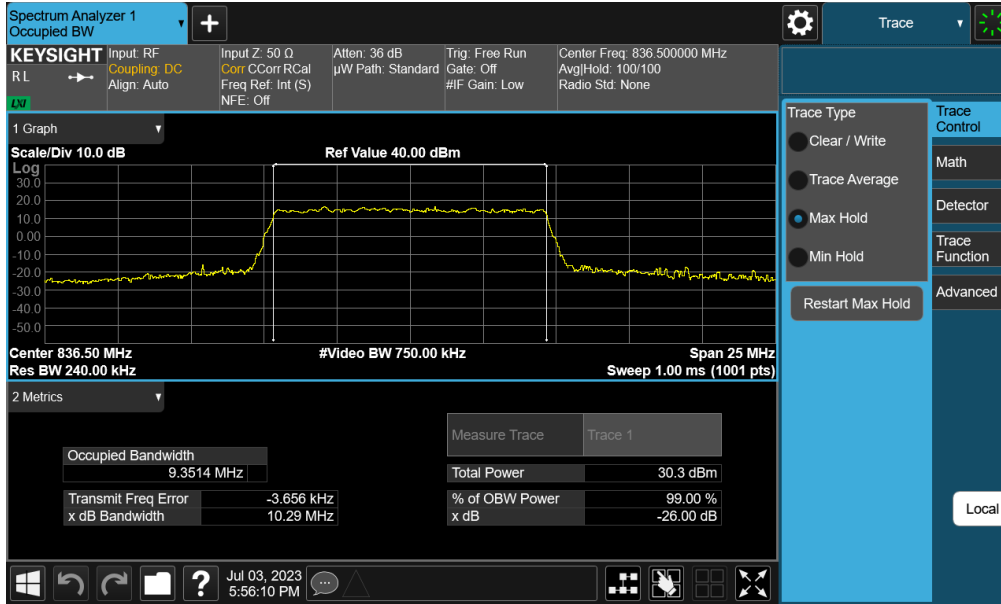 Spectrum Analyzer 1
Occupied BW
Trace
KEYSIGHT
RL
LXI
Input: RF
Coupling: DC
Align: Auto
Input Z: 50 Ω
Corr CCorr RCal
Freq Ref: Int (S)
NFE: Off
Atten: 36 dB
µW Path: Standard
Trig: Free Run
Gate: Off
#IF Gain: Low
Center Freq: 836.500000 MHz
Avg|Hold: 100/100
Radio Std: None
1 Graph
Scale/Div 10.0 dB
Ref Value 40.00 dBm
Log
30.0
20.0
10.0
0.00
-10.0
-20.0
-30.0
-40.0
-50.0
Center 836.50 MHz
#Video BW 750.00 kHz
Span 25 MHz
Res BW 240.00 kHz
Sweep 1.00 ms (1001 pts)
2 Metrics
Measure Trace
Trace 1
Occupied Bandwidth
9.3514 MHz
Total Power
30.3 dBm
Transmit Freq Error
-3.656 kHz
% of OBW Power
99.00 %
x dB Bandwidth
10.29 MHz
x dB
-26.00 dB
Trace Type
Clear / Write
Trace Average
Max Hold
Min Hold
Restart Max Hold
Trace
Control
Math
Detector
Trace
Function
Advanced
Local
?
Jul 03, 2023
5:56:10 PM